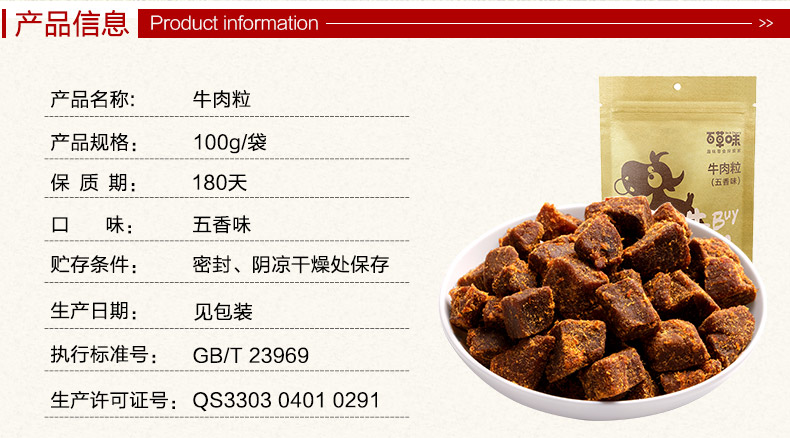 产品信息 Product information >>
产品名称: 牛肉粒
产品规格: 100g/袋
保 质 期: 180天
口 味: 五香味
贮存条件: 密封、阴凉干燥处保存
生产日期: 见包装
执行标准号: GB/T 23969
生产许可证号: QS3303 0401 0291
百草味
牛肉粒
(五香味)
Buy